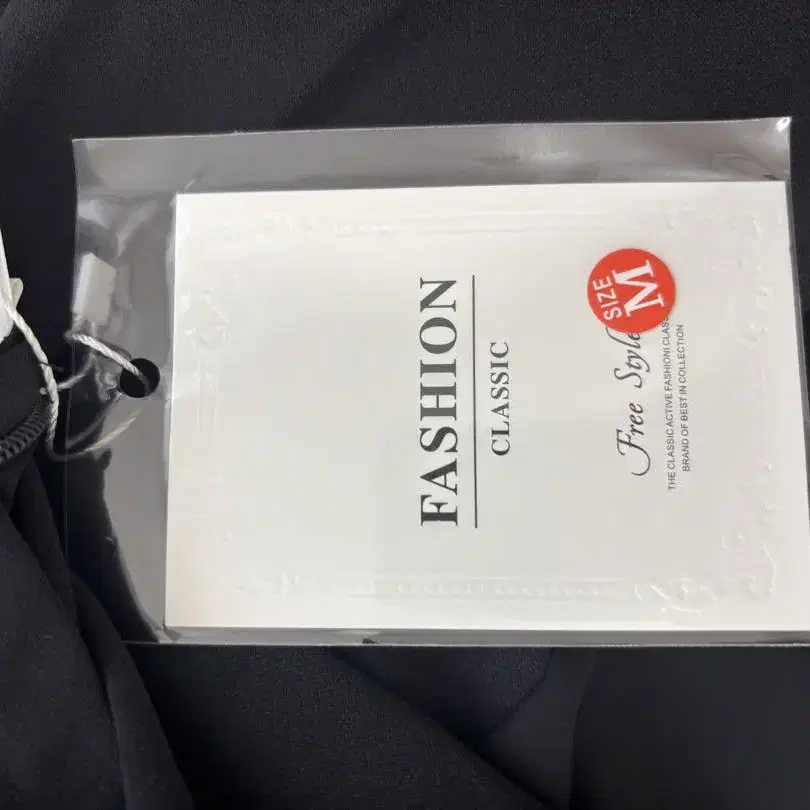 FASHION
CLASSIC
SIZE
M
Free Style
THE CLASSIC ACTIVE FASHIONI CLAS
BRAND OF BEST IN COLLECTION